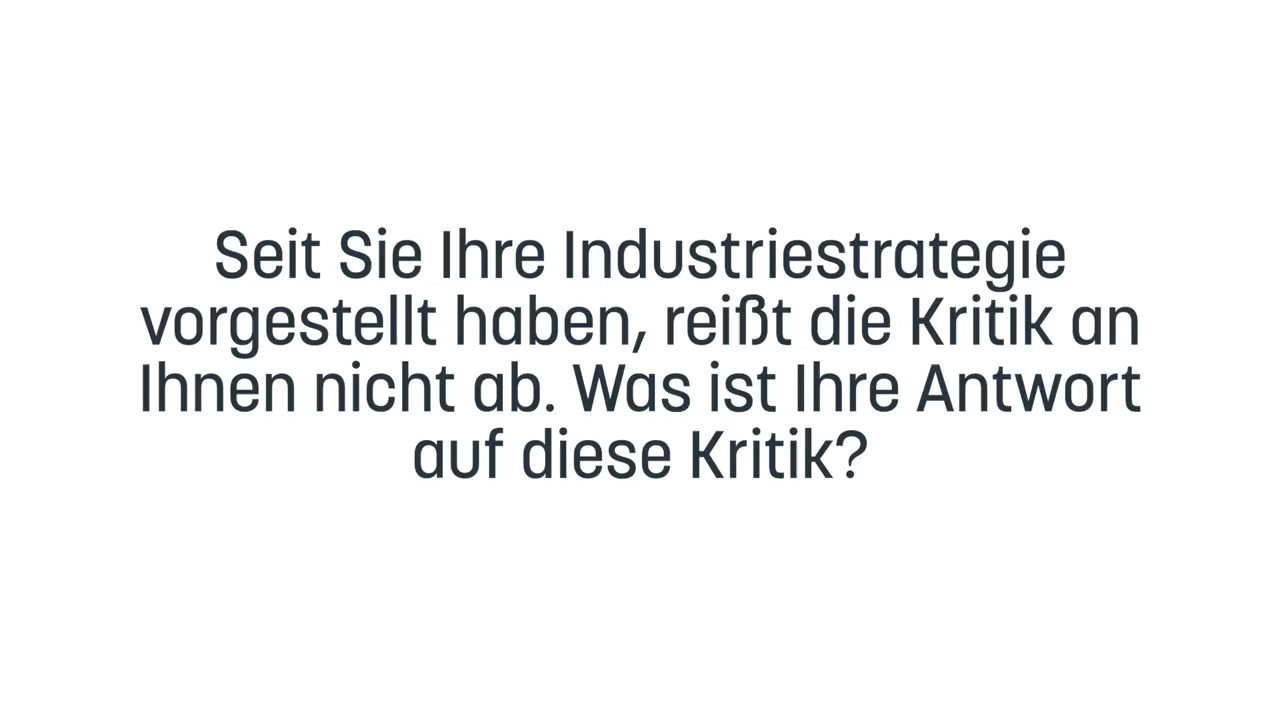 Seit Sie Ihre Industriestrategie
vorgestellt haben, reißt die Kritik an
Ihnen nicht ab. Was ist Ihre Antwort
auf diese Kritik?